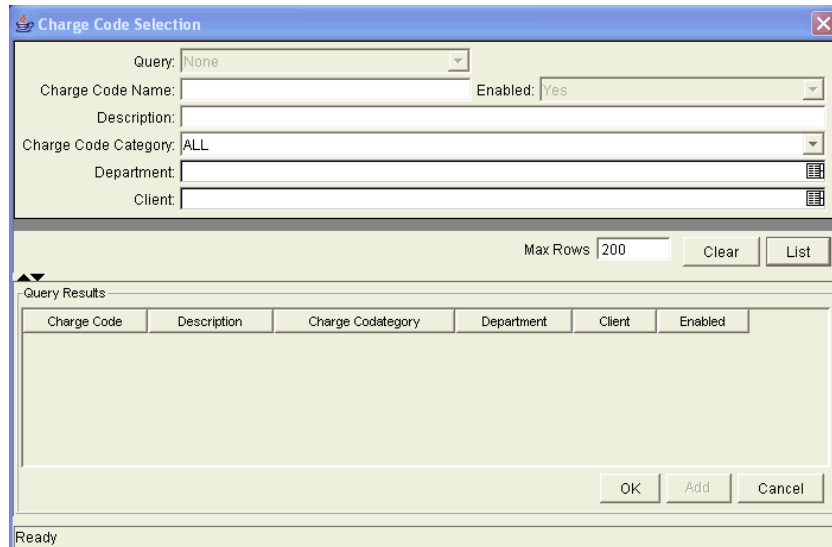 Charge Code Selection
Query: None
Charge Code Name: Enabled: Yes
Description:
Charge Code Category: ALL
Department:
Client:
Max Rows 200 Clear List
Query Results
Charge Code Description Charge Codategory Department Client Enabled
OK Add Cancel
Ready